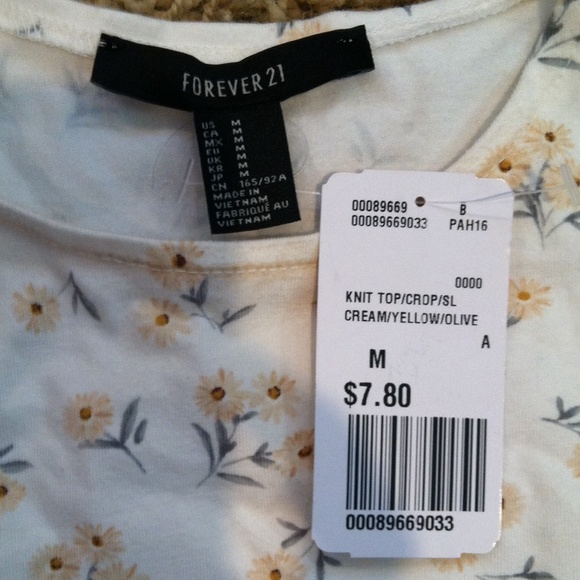 FOREVER 21
US M
CA M
MX M
EU M
UK M
KR M
JP M
CN 165/92A
MADE IN
VIETNAM
FABRIQUÉ AU
VIETNAM
00089669 B
00089669033 PAH16
0000
KNIT TOP/CROP/SL
CREAM/YELLOW/OLIVE
A
M
$7.80
00089669033